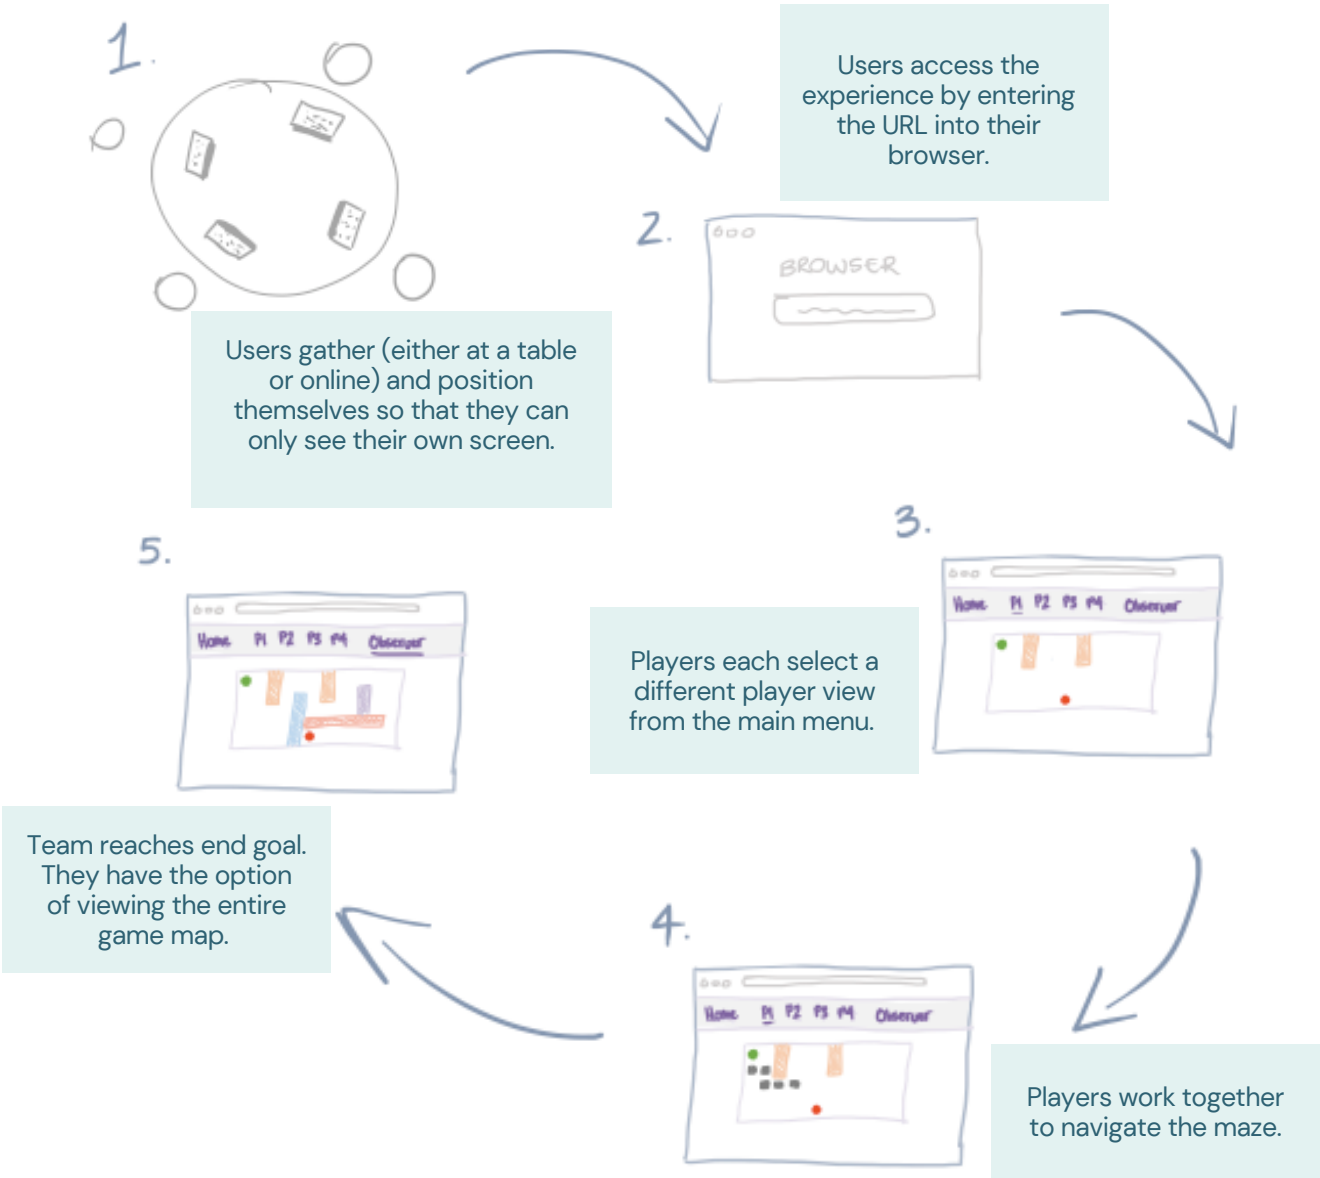 1.
Users gather (either at a table
or online) and position
themselves so that they can
only see their own screen.
Users access the
experience by entering
the URL into their
browser.
2.
BROWSER
3.
Home P1 P2 P3 P4 Observer
Players each select a
different player view
from the main menu.
4.
Home P1 P2 P3 P4 Observer
Players work together
to navigate the maze.
5.
Home P1 P2 P3 P4 Observer
Team reaches end goal.
They have the option
of viewing the entire
game map.